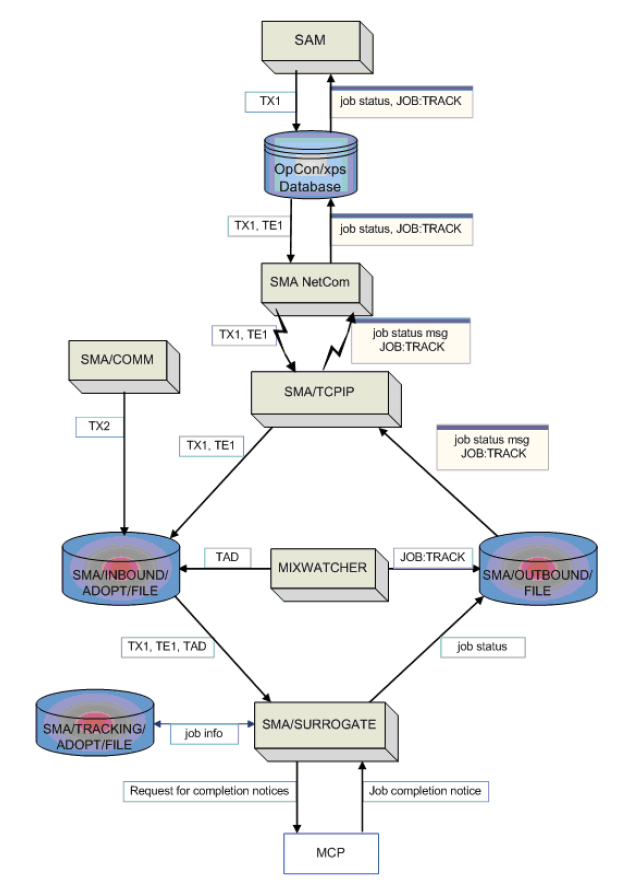 SAM
TX1
job status, JOB:TRACK
OpCon/xps
Database
TX1, TE1
job status, JOB:TRACK
SMA NetCom
TX1, TE1
job status msg
JOB:TRACK
SMA/COMM
SMA/TCPIP
TX2
TX1, TE1
job status msg
JOB:TRACK
SMA/INBOUND/
ADOPT/FILE
TAD
MIXWATCHER
JOB:TRACK
SMA/OUTBOUND/
FILE
TX1, TE1, TAD
job status
SMA/TRACKING/
ADOPT/FILE
job info
SMA/SURROGATE
Request for completion notices
Job completion notice
MCP